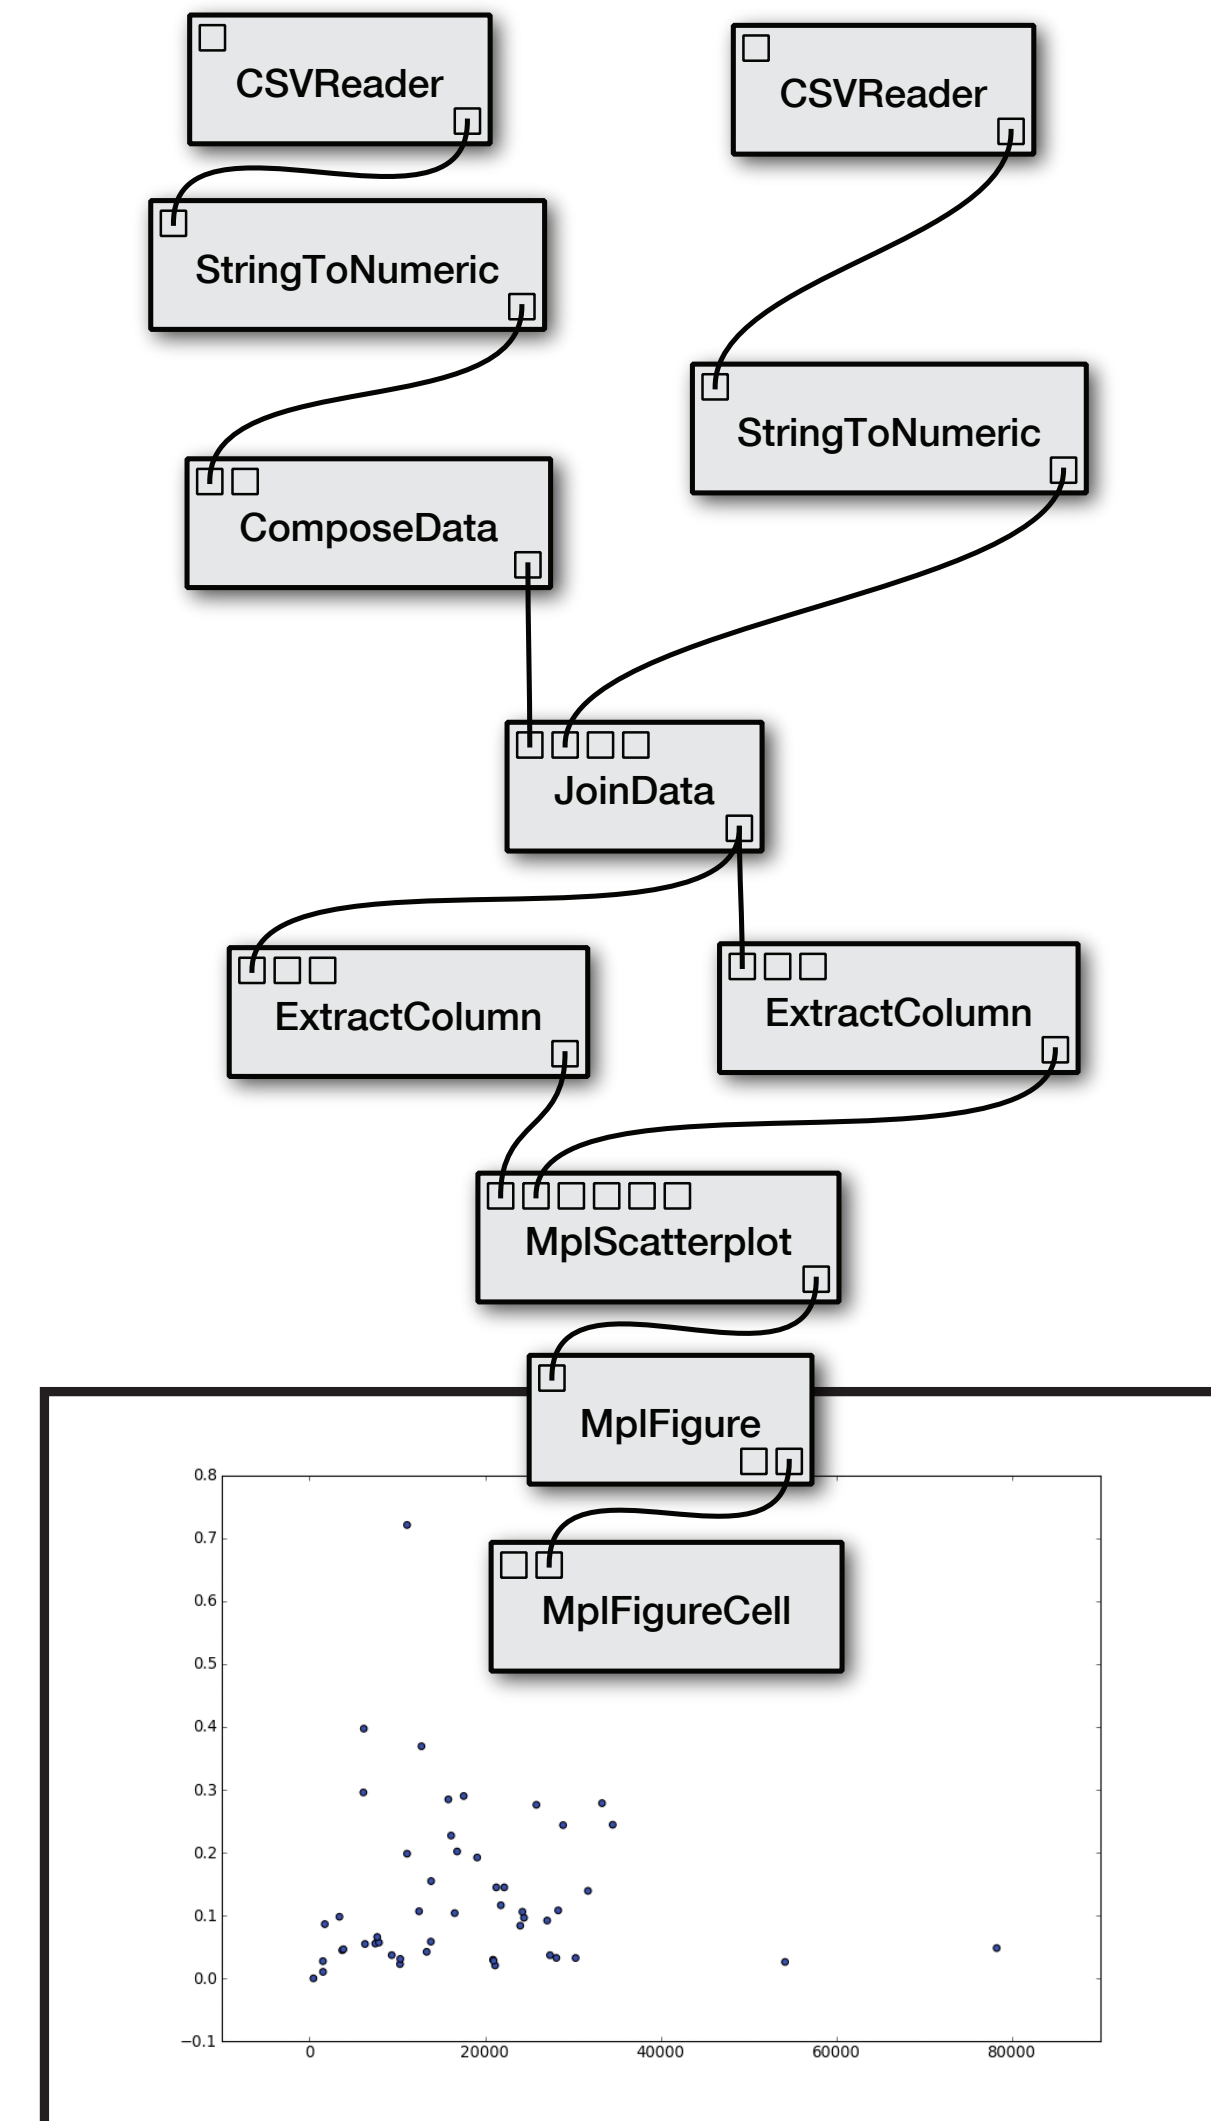 CSVReader
CSVReader
StringToNumeric
StringToNumeric
ComposeData
JoinData
ExtractColumn
ExtractColumn
MplScatterplot
MplFigure
MplFigureCell
0.8
0.7
0.6
0.5
0.4
0.3
0.2
0.1
0.0
−0.1
0 20000 40000 60000 80000